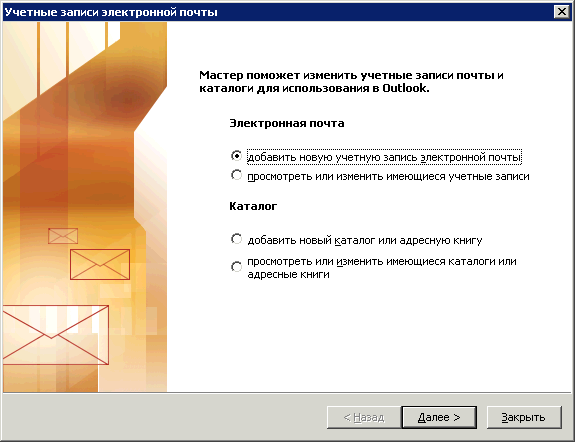 Учетные записи электронной почты
Мастер поможет изменить учетные записи почты и
каталоги для использования в Outlook.
Электронная почта
добавить новую учетную запись электронной почты
просмотреть или изменить имеющиеся учетные записи
Каталог
добавить новый каталог или адресную книгу
просмотреть или изменить имеющиеся каталоги или
адресные книги
< Назад
Далее >
Закрыть